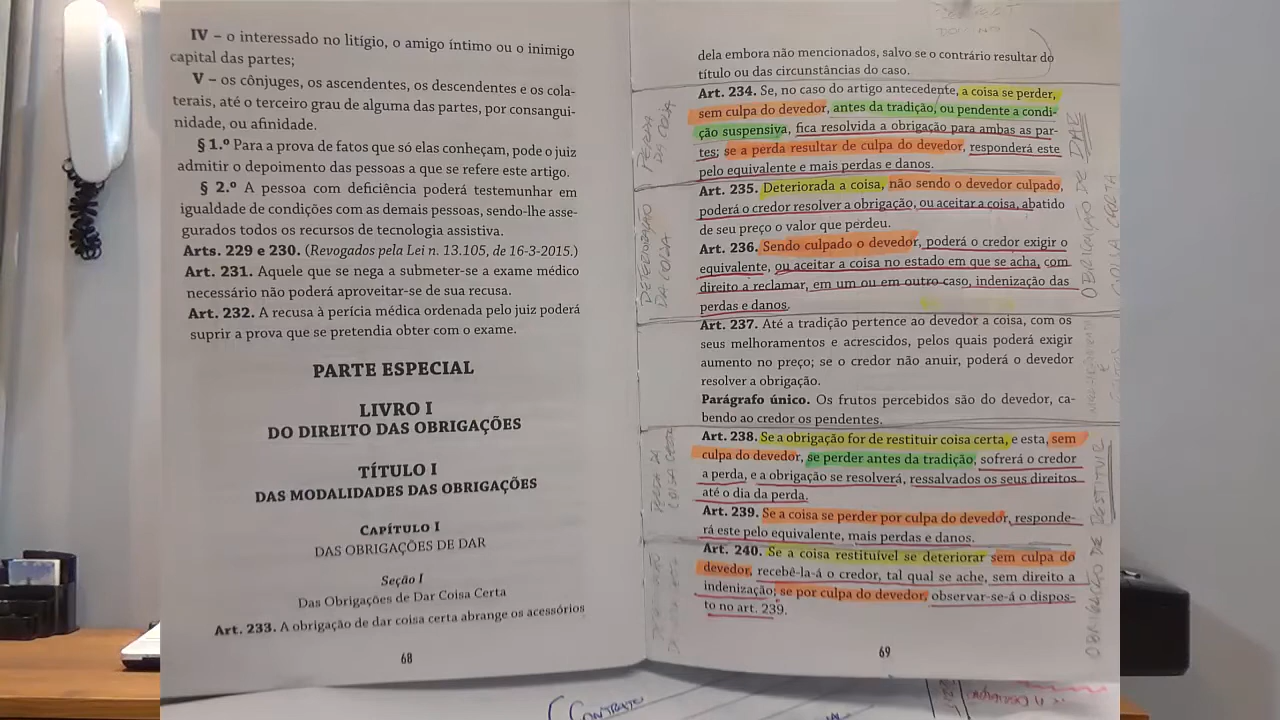 IV – o interessado no litígio, o amigo íntimo ou o inimigo
capital das partes;
V – os cônjuges, os ascendentes, os descendentes e os cola-
terais, até o terceiro grau de alguma das partes, por consangui-
nidade, ou afinidade.
§ 1.º Para a prova de fatos que só elas conheçam, pode o juiz
admitir o depoimento das pessoas a que se refere este artigo.
§ 2.º A pessoa com deficiência poderá testemunhar em
igualdade de condições com as demais pessoas, sendo-lhe asse-
gurados todos os recursos de tecnologia assistiva.
Arts. 229 e 230. (Revogados pela Lei n. 13.105, de 16-3-2015.)
Art. 231. Aquele que se nega a submeter-se a exame médico
necessário não poderá aproveitar-se de sua recusa.
Art. 232. A recusa à perícia médica ordenada pelo juiz poderá
suprir a prova que se pretendia obter com o exame.
PARTE ESPECIAL
LIVRO I
DO DIREITO DAS OBRIGAÇÕES
TÍTULO I
DAS MODALIDADES DAS OBRIGAÇÕES
CAPÍTULO I
DAS OBRIGAÇÕES DE DAR
Seção I
Das Obrigações de Dar Coisa Certa
Art. 233. A obrigação de dar coisa certa abrange os acessórios
68
dela embora não mencionados, salvo se o contrário resultar do
título ou das circunstâncias do caso.
Art. 234. Se, no caso do artigo antecedente, a coisa se perder,
sem culpa do devedor, antes da tradição, ou pendente a condi-
ção suspensiva, fica resolvida a obrigação para ambas as par-
tes; se a perda resultar de culpa do devedor, responderá este
pelo equivalente e mais perdas e danos.
Art. 235. Deteriorada a coisa, não sendo o devedor culpado,
poderá o credor resolver a obrigação, ou aceitar a coisa, abatido
de seu preço o valor que perdeu.
Art. 236. Sendo culpado o devedor, poderá o credor exigir o
equivalente, ou aceitar a coisa no estado em que se acha, com
direito a reclamar, em um ou em outro caso, indenização das
perdas e danos.
Art. 237. Até a tradição pertence ao devedor a coisa, com os
seus melhoramentos e acrescidos, pelos quais poderá exigir
aumento no preço; se o credor não anuir, poderá o devedor
resolver a obrigação.
Parágrafo único. Os frutos percebidos são do devedor, ca-
bendo ao credor os pendentes.
Art. 238. Se a obrigação for de restituir coisa certa, e esta, sem
culpa do devedor, se perder antes da tradição, sofrerá o credor
a perda, e a obrigação se resolverá, ressalvados os seus direitos
até o dia da perda.
Art. 239. Se a coisa se perder por culpa do devedor, responde-
rá este pelo equivalente, mais perdas e danos.
Art. 240. Se a coisa restituível se deteriorar sem culpa do
devedor, recebê-la-á o credor, tal qual se ache, sem direito a
indenização; se por culpa do devedor, observar-se-á o dispos-
to no art. 239.
69
PERDA
DA COISA
DETERIORAÇÃO
DA COISA
OBRIGAÇÃO DE DAR
COISA CERTA
OBRIGAÇÃO DE RESTITUIR
CONTRATO